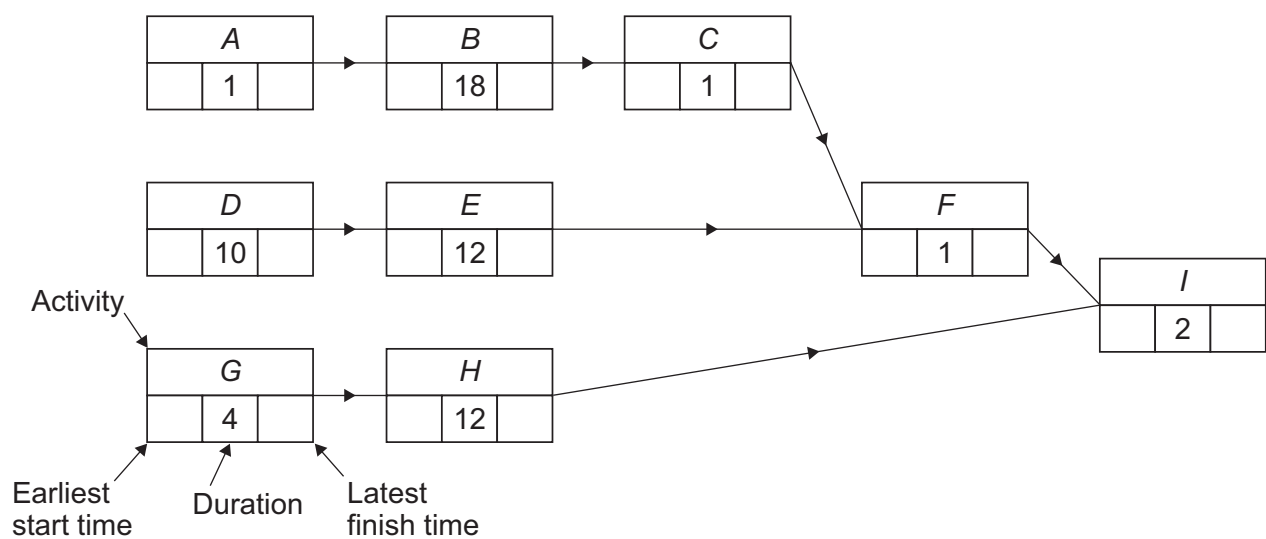 A
B
C
1
18
1
D
E
F
10
12
1
I
2
Activity
G
H
4
12
Earliest
start time
Duration
Latest
finish time